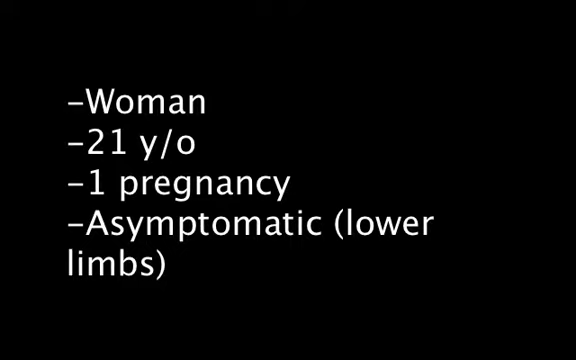 -Woman
-21 y/o
-1 pregnancy
-Asymptomatic (lower
limbs)